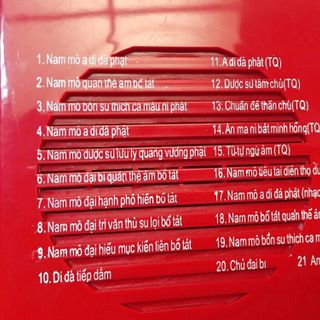 1. Nam mô a di đà phật
2. Nam mô quan thế âm bồ tát
3. Nam mô bổn sư thích ca mâu ni phật
4. Nam mô a di đà phật
5. Nam mô dược sư lưu ly quang vương phật
6. Nam mô đại bi quán thế âm bồ tát
7. Nam mô đại hạnh phổ hiền bồ tát
8. Nam mô đại trí văn thù sư lợi bồ tát
9. Nam mô đại hiếu mục kiền liên bồ tát
10. Di đà tiếp dẫm
11. A di đà phật (TQ)
12. Dược sư tâm chú(TQ)
13. Chuẩn đề thần chú(TQ)
14. Án ma ni bát minh hồng(TQ)
15. Tứ tự ngữ âm (TQ)
16. Nam mô tiêu tai diên thọ dư
17. Nam mô a di đà phật (nhạc
18. Nam mô bồ tát quán thế âm
19. Nam mô bổn sư thích ca m
20. Chú đại bi
21 Am